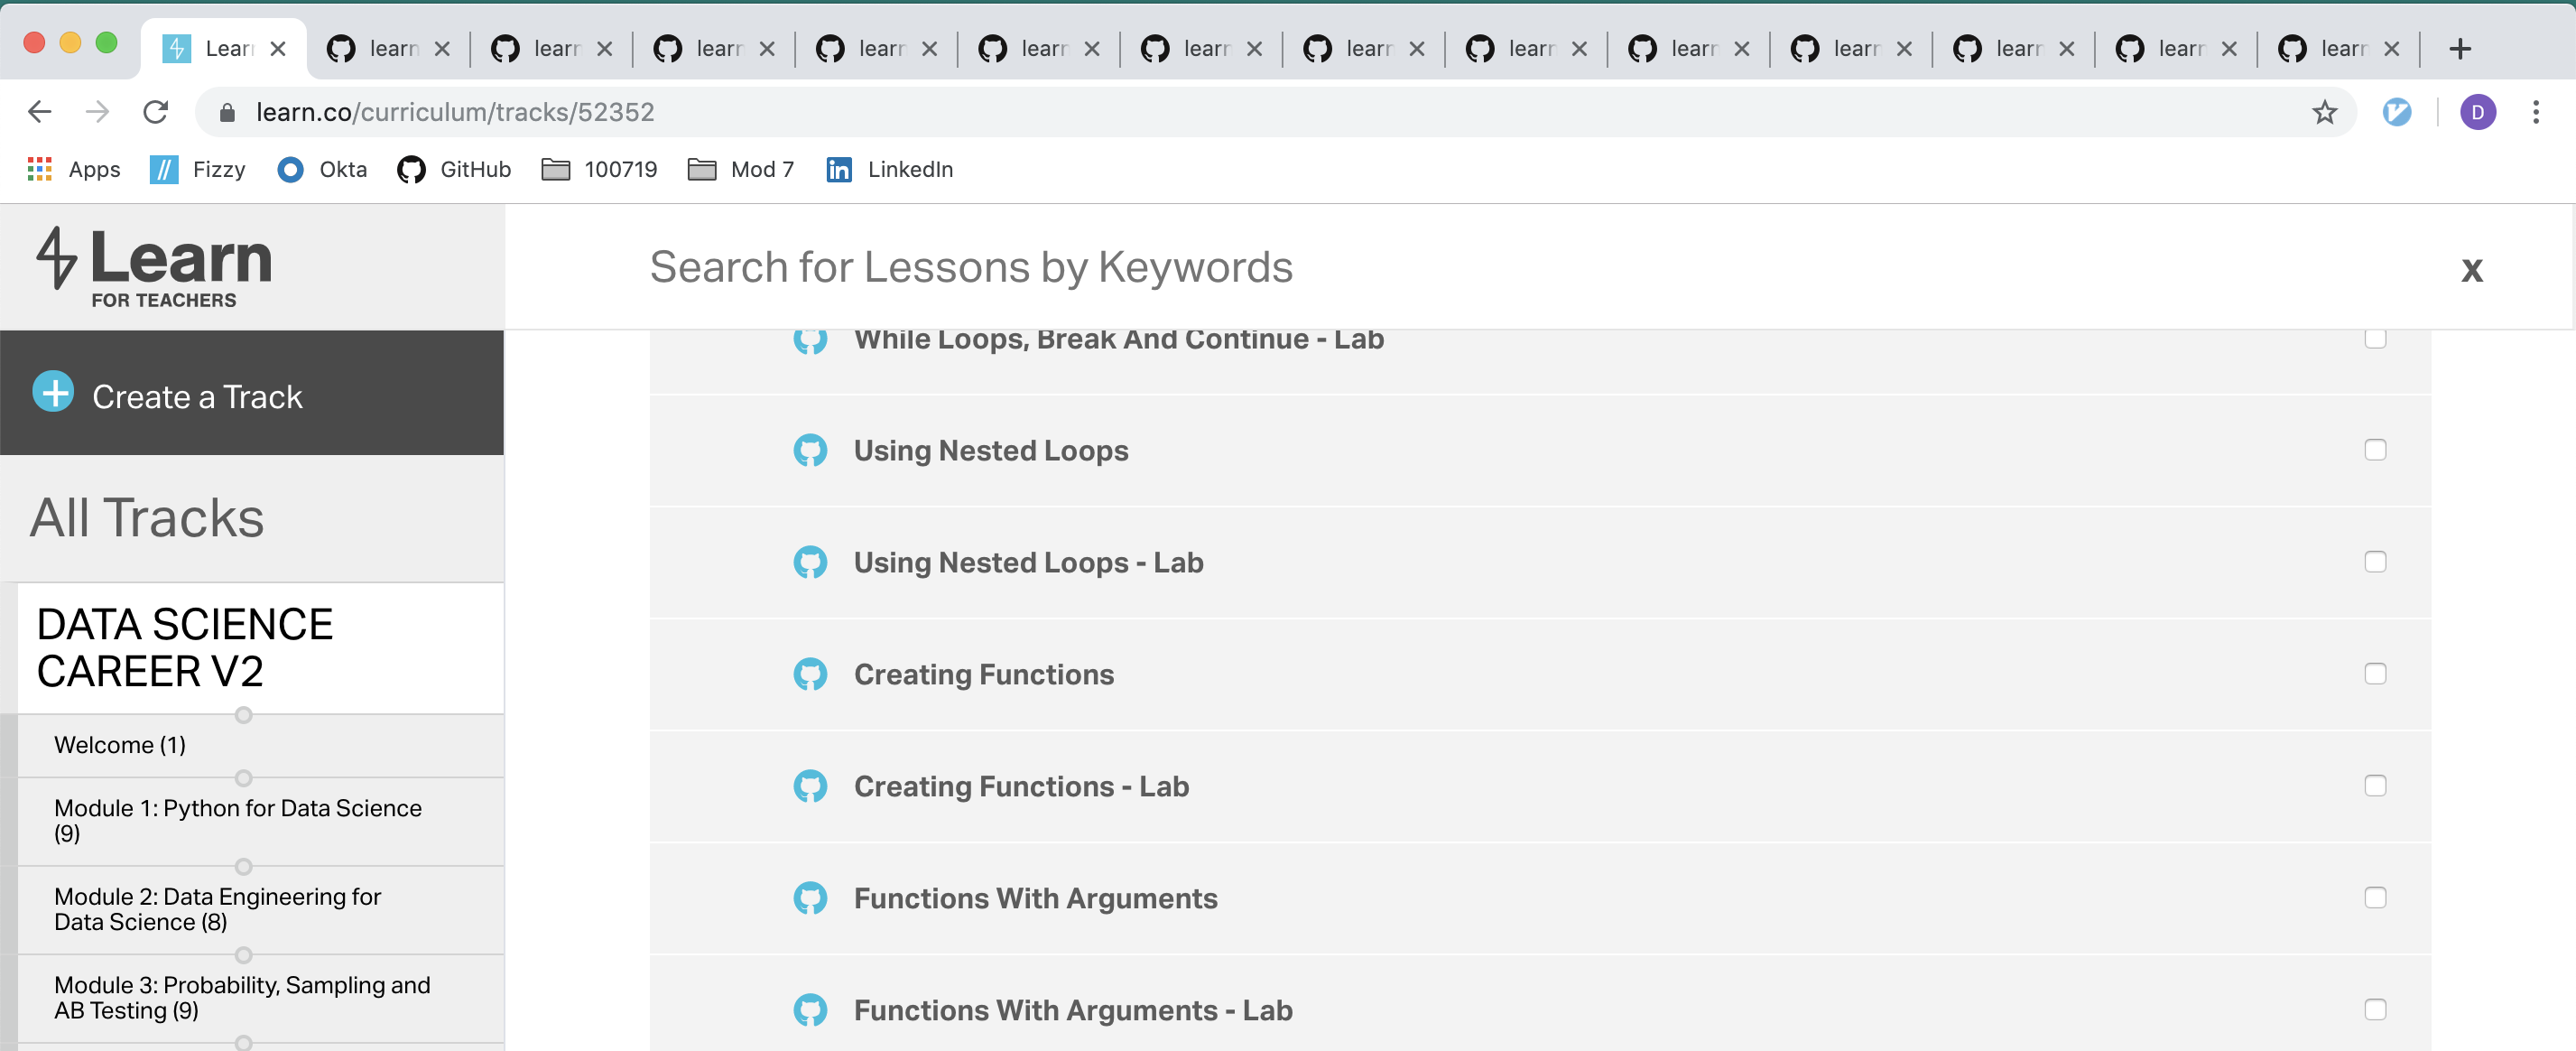 Lear learn learn learn learn learn learn learn learn learn learn learn learn learn
learn.co/curriculum/tracks/52352
D
Apps Fizzy Okta GitHub 100719 Mod 7 LinkedIn
Learn
FOR TEACHERS
Search for Lessons by Keywords
X
Create a Track
All Tracks
DATA SCIENCE
CAREER V2
Welcome (1)
Module 1: Python for Data Science
(9)
Module 2: Data Engineering for
Data Science (8)
Module 3: Probability, Sampling and
AB Testing (9)
While Loops, Break And Continue - Lab
Using Nested Loops
Using Nested Loops - Lab
Creating Functions
Creating Functions - Lab
Functions With Arguments
Functions With Arguments - Lab